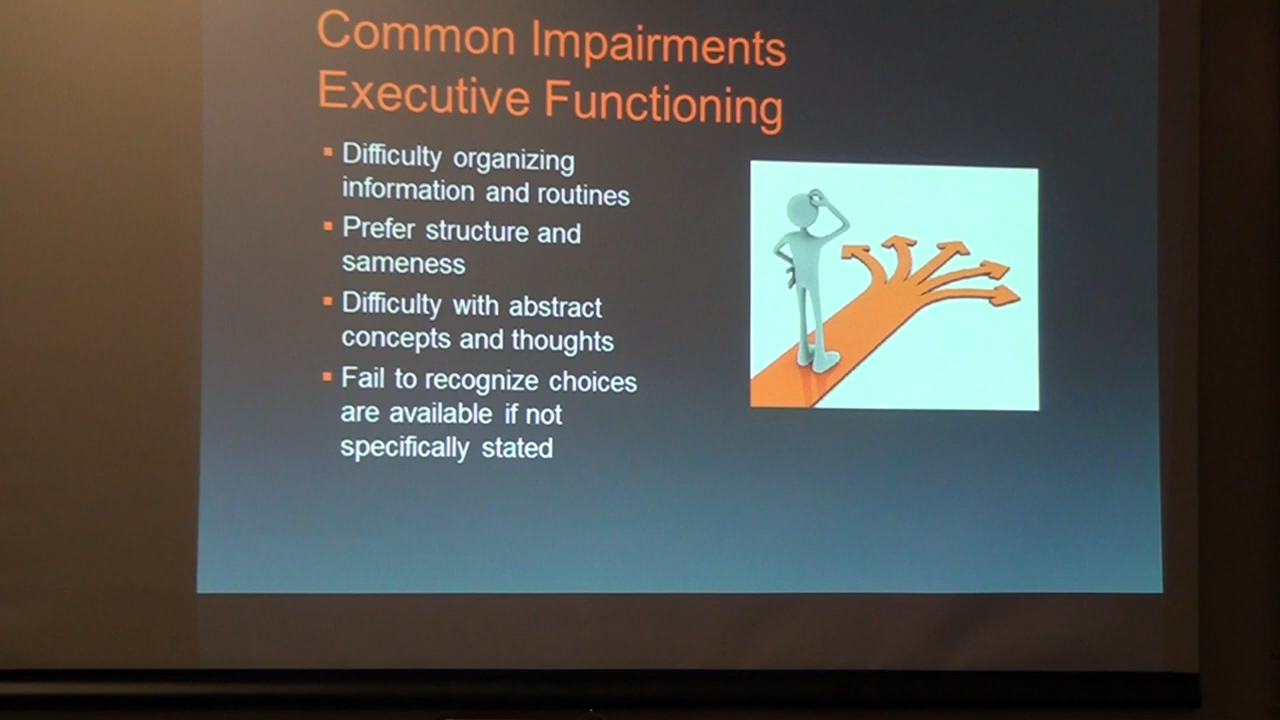 Common Impairments
Executive Functioning
▪ Difficulty organizing
information and routines
▪ Prefer structure and
sameness
▪ Difficulty with abstract
concepts and thoughts
▪ Fail to recognize choices
are available if not
specifically stated